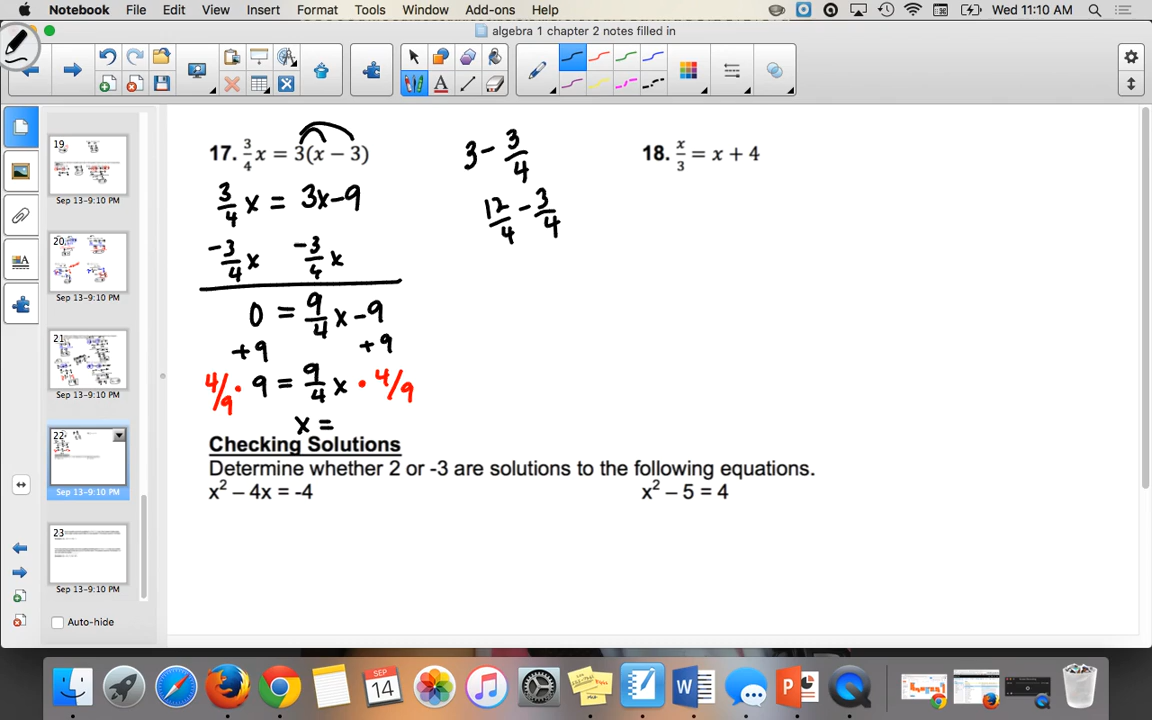 Notebook File Edit View Insert Format Tools Window Add-ons Help Wed 11:10 AM
algebra 1 chapter 2 notes filled in
19
Sep 13-9:10 PM
20
Sep 13-9:10 PM
21
Sep 13-9:10 PM
22
Sep 13-9:10 PM
23
Sep 13-9:10 PM
Auto-hide
17. 3/4 x = 3(x − 3)
3/4 x = 3x-9
-3/4 x -3/4 x
0 = 9/4 x - 9
+9 +9
4/9 • 9 = 9/4 x • 4/9
x =
3 - 3/4
12/4 - 3/4
18. x/3 = x + 4
Checking Solutions
Determine whether 2 or -3 are solutions to the following equations.
x² – 4x = -4 x² – 5 = 4
SEP
14